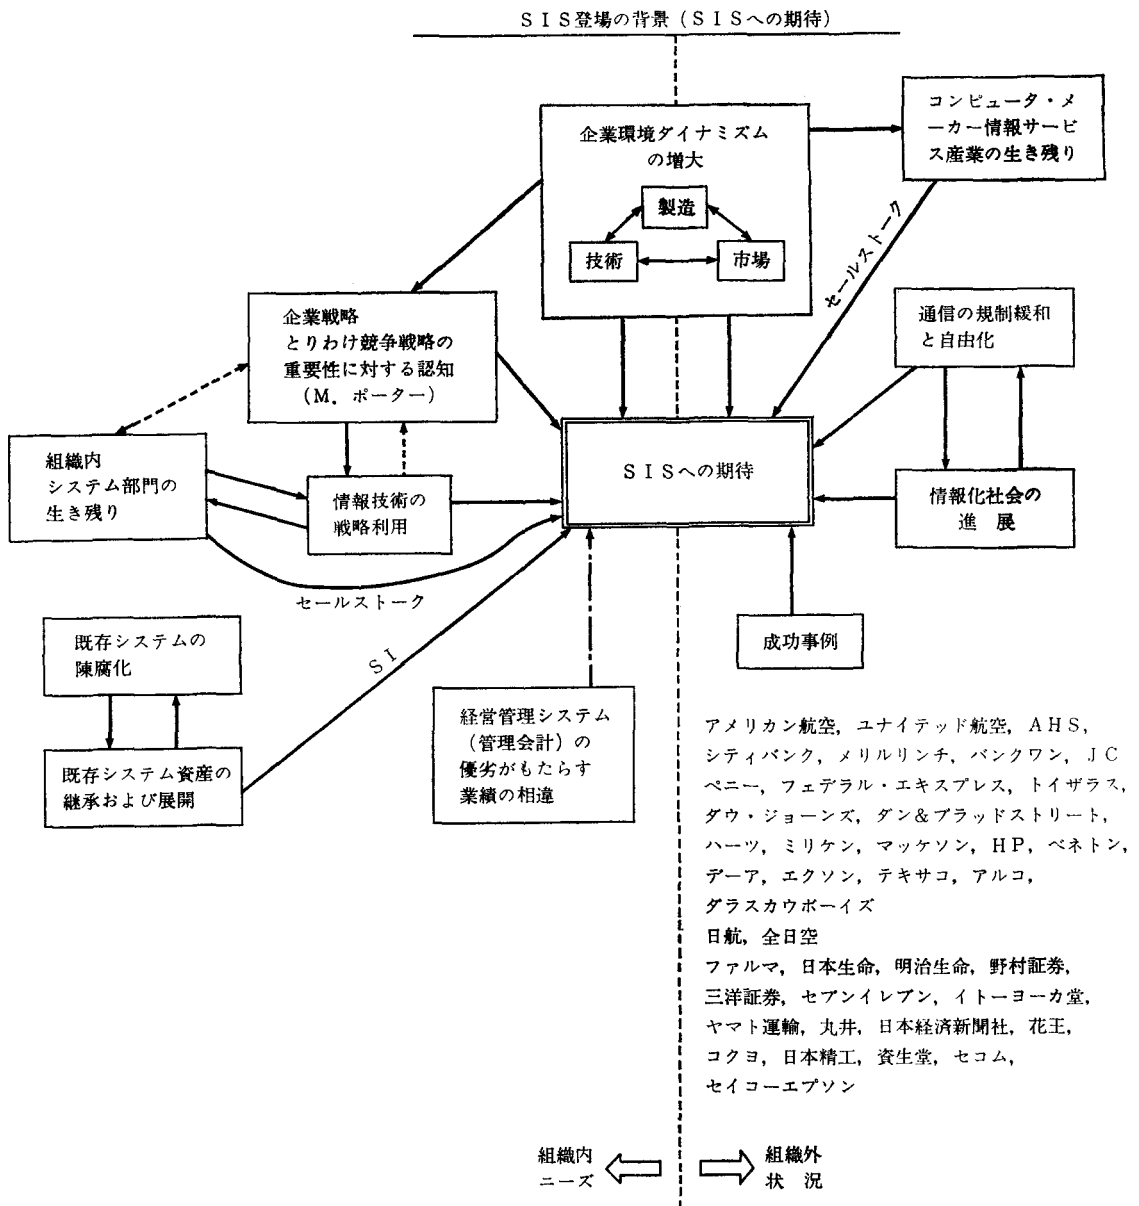 SIS登場の背景(SISへの期待)
企業環境ダイナミズム
の増大
製造
技術
市場
コンピュータ・メ
ーカー情報サービ
ス産業の生き残り
セールストーク
企業戦略
とりわけ競争戦略の
重要性に対する認知
(M. ポーター)
通信の規制緩和
と自由化
組織内
システム部門の
生き残り
情報技術の
戦略利用
SISへの期待
情報化社会の
進 展
セールストーク
既存システムの
陳腐化
SI
成功事例
既存システム資産の
継承および展開
経営管理システム
(管理会計)の
優劣がもたらす
業績の相違
アメリカン航空, ユナイテッド航空, AHS,
シティバンク, メリルリンチ, バンクワン, JC
ペニー, フェデラル・エキスプレス, トイザラス,
ダウ・ジョーンズ, ダン&ブラッドストリート,
ハーツ, ミリケン, マッケソン, HP, ベネトン,
デーア, エクソン, テキサコ, アルコ,
ダラスカウボーイズ
日航, 全日空
ファルマ, 日本生命, 明治生命, 野村証券,
三洋証券, セブンイレブン, イトーヨーカ堂,
ヤマト運輸, 丸井, 日本経済新聞社, 花王,
コクヨ, 日本精工, 資生堂, セコム,
セイコーエプソン
組織内
ニーズ
組織外
状 況